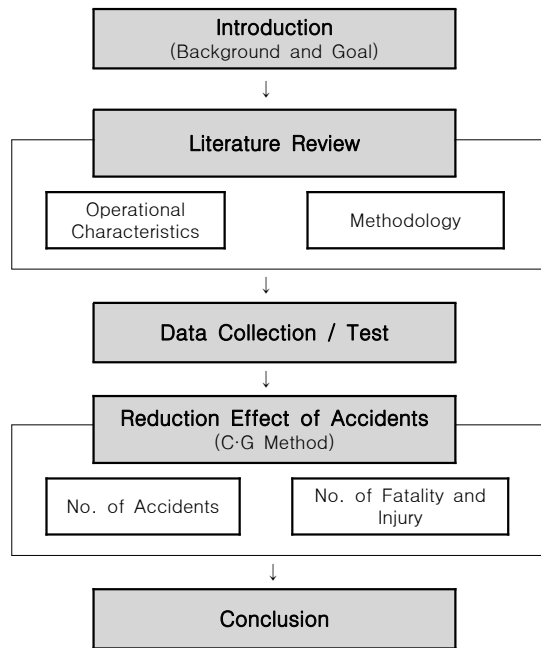 Introduction
(Background and Goal)
↓
Literature Review
Operational
Characteristics
Methodology
↓
Data Collection / Test
↓
Reduction Effect of Accidents
(C·G Method)
No. of Accidents
No. of Fatality and
Injury
↓
Conclusion